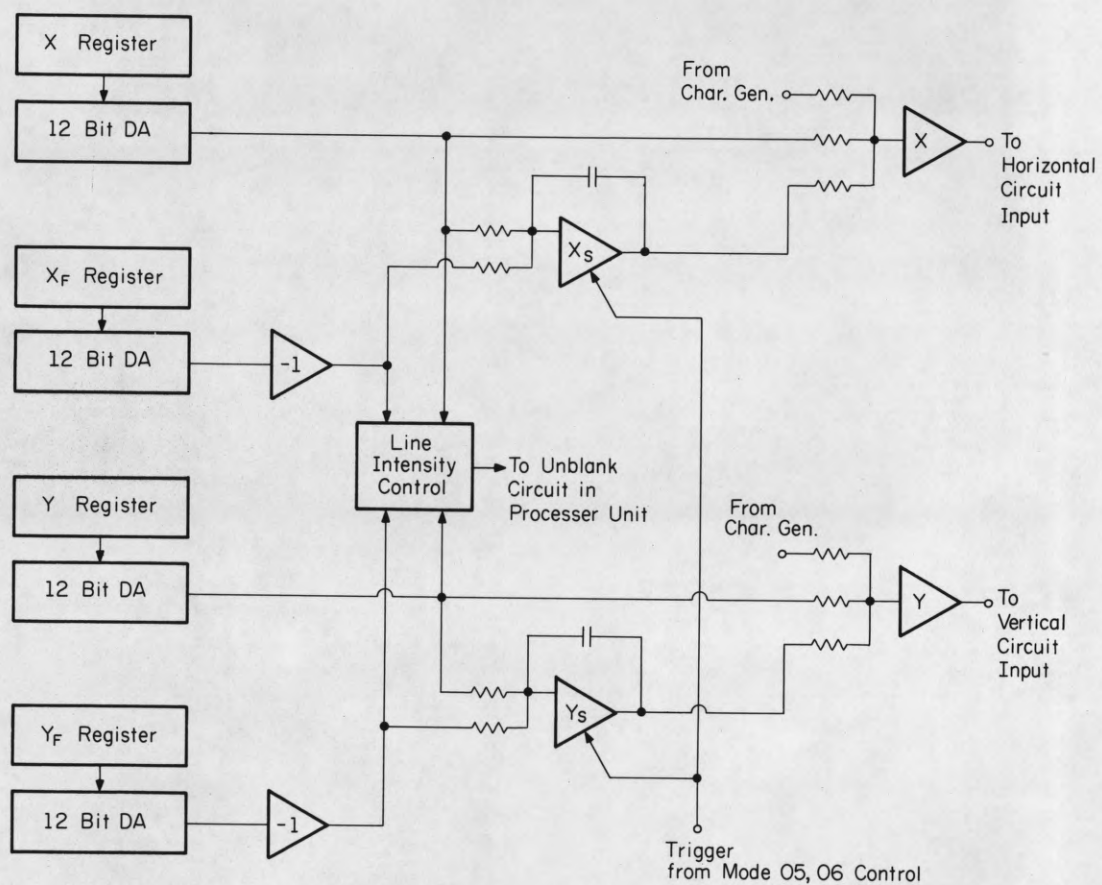 X Register
12 Bit DA
From
Char. Gen.
X
To
Horizontal
Circuit
Input
X_S
X_F Register
12 Bit DA
-1
Line
Intensity
Control
To Unblank
Circuit in
Processer Unit
Y Register
12 Bit DA
From
Char. Gen.
Y
To
Vertical
Circuit
Input
Y_S
Y_F Register
12 Bit DA
-1
Trigger
from Mode 05, 06 Control